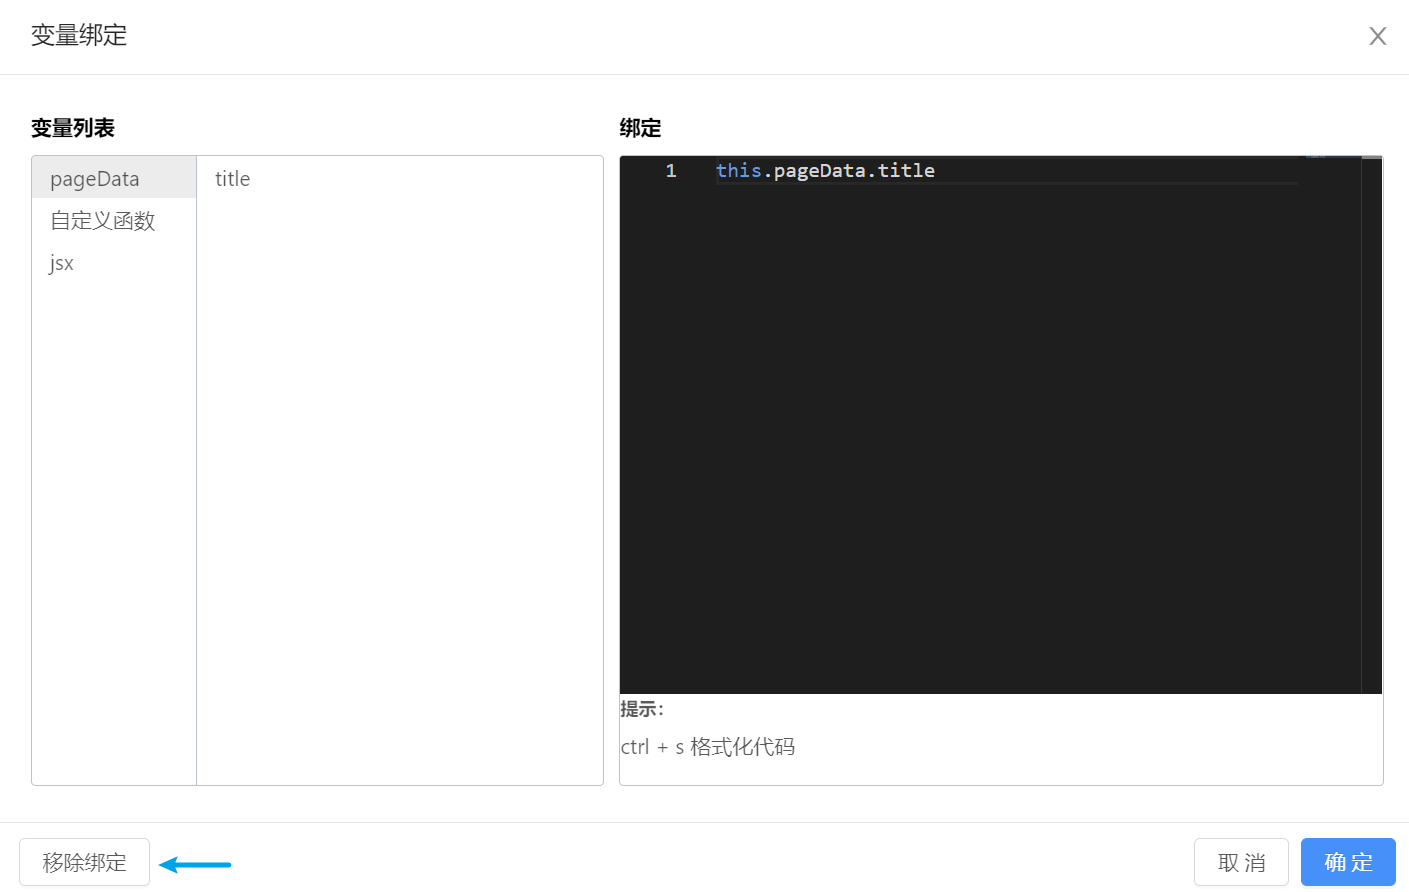 变量绑定
变量列表
pageData
自定义函数
jsx
title
绑定
1 this.pageData.title
提示：
ctrl + s 格式化代码
移除绑定
取 消
确 定